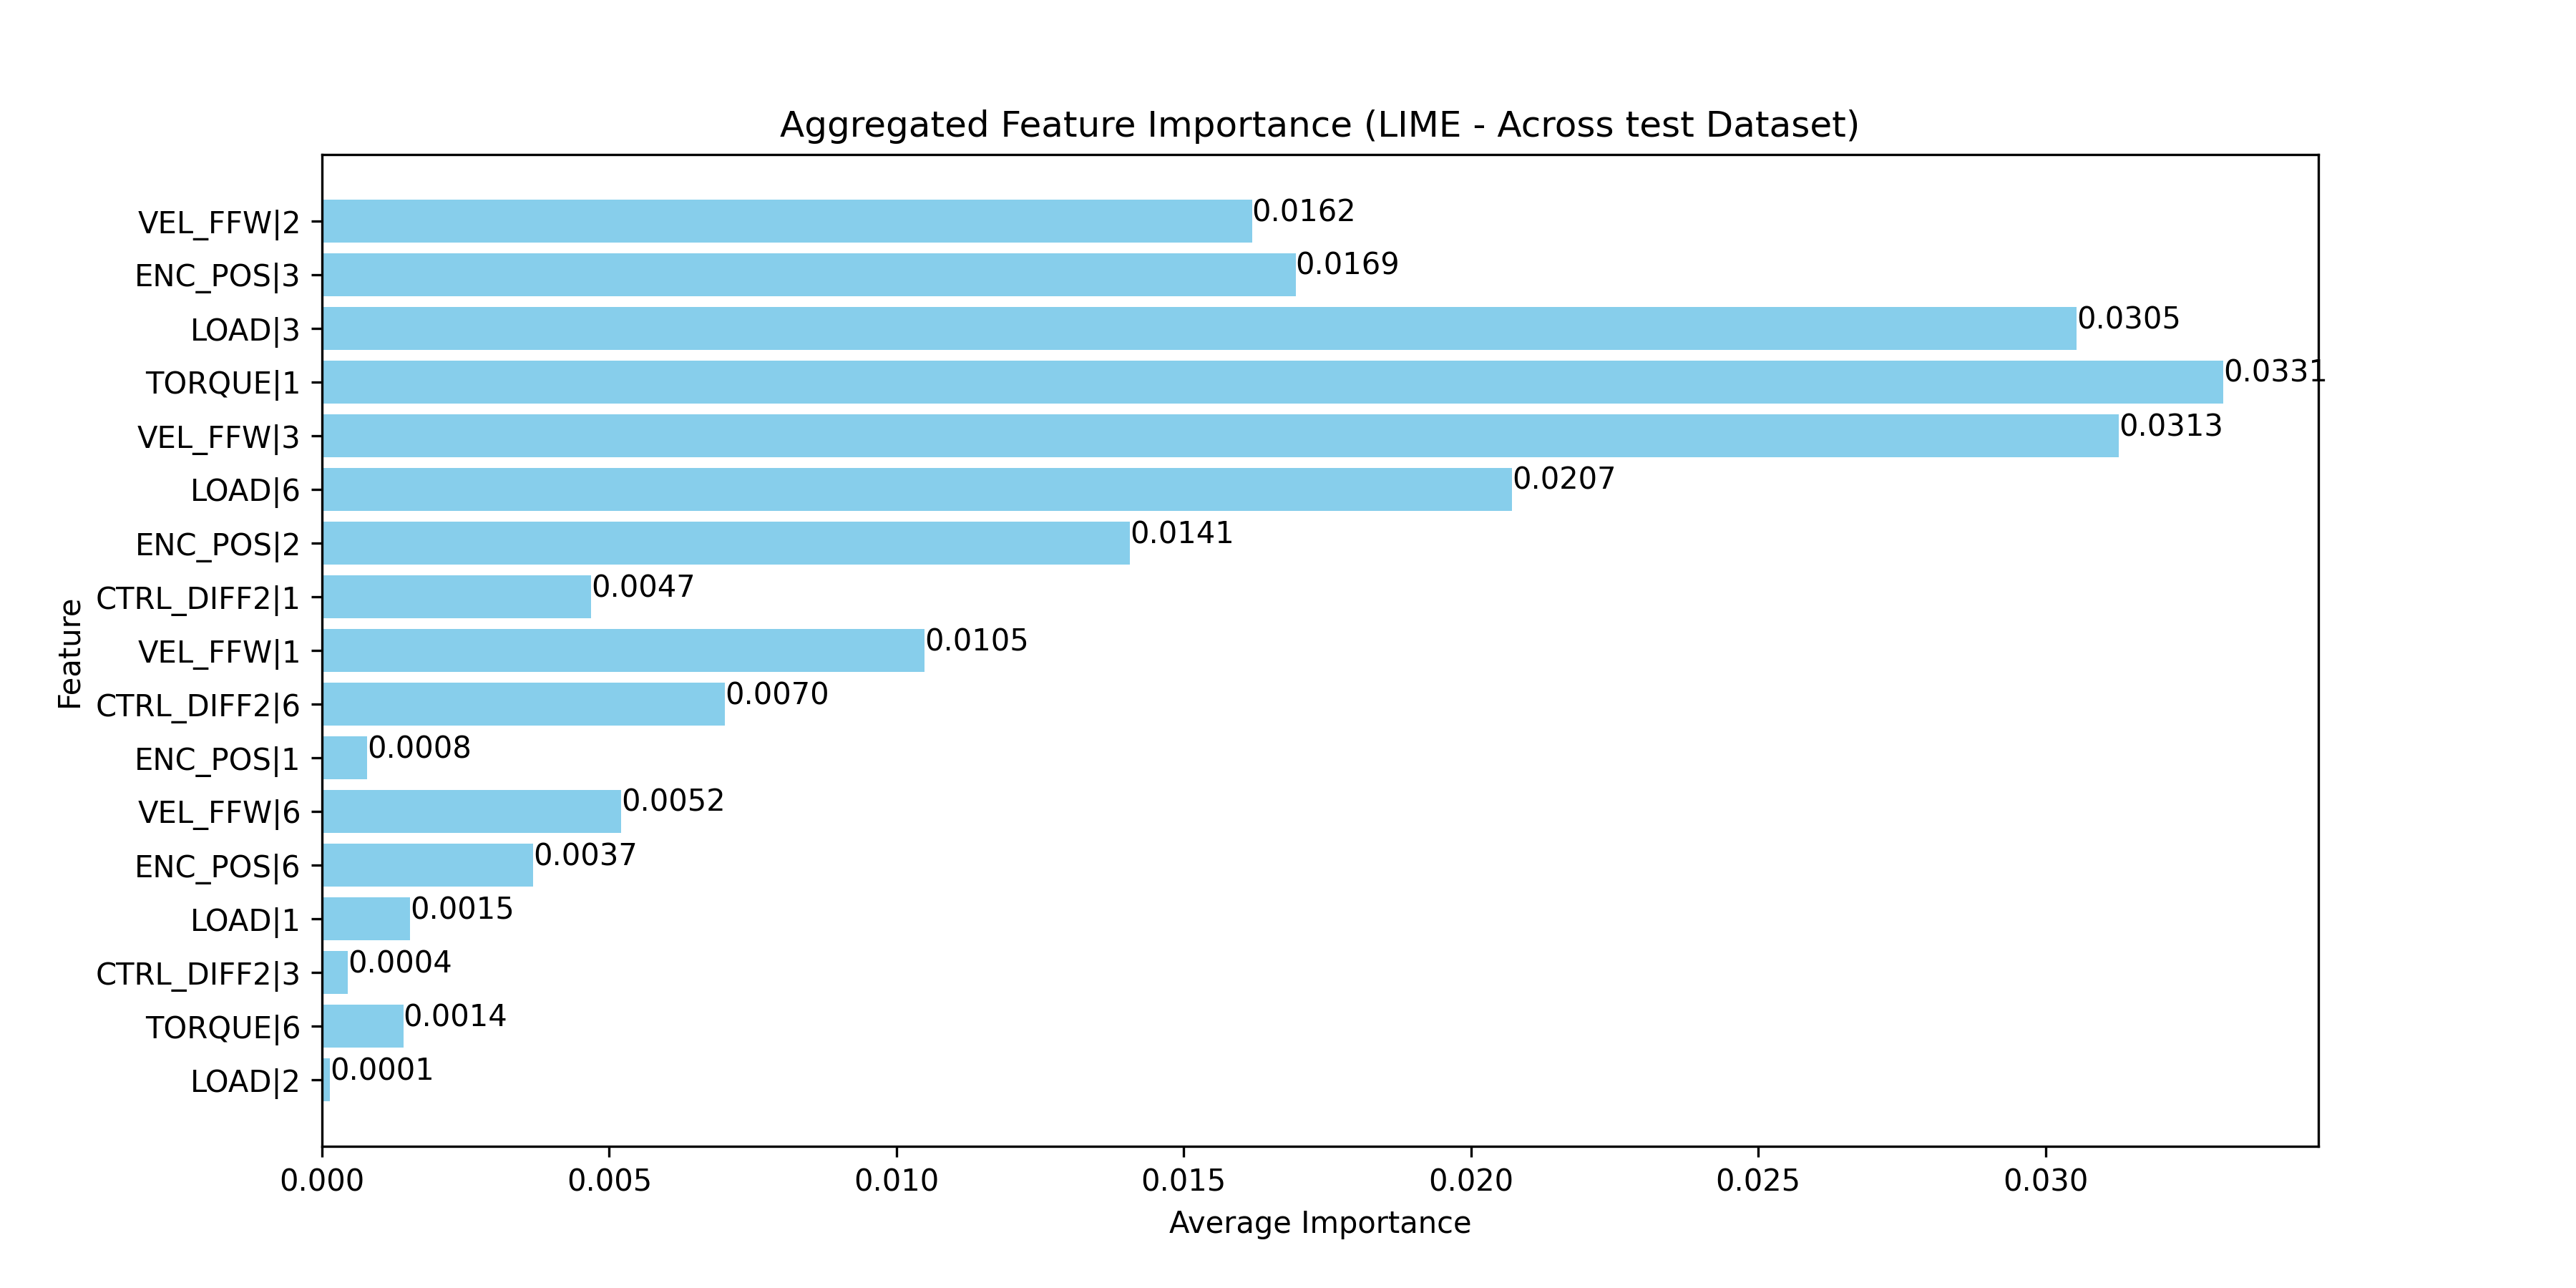 Aggregated Feature Importance (LIME - Across test Dataset)
VEL_FFW|2 0.0162
ENC_POS|3 0.0169
LOAD|3 0.0305
TORQUE|1 0.0331
VEL_FFW|3 0.0313
LOAD|6 0.0207
ENC_POS|2 0.0141
CTRL_DIFF2|1 0.0047
VEL_FFW|1 0.0105
CTRL_DIFF2|6 0.0070
ENC_POS|1 0.0008
VEL_FFW|6 0.0052
ENC_POS|6 0.0037
LOAD|1 0.0015
CTRL_DIFF2|3 0.0004
TORQUE|6 0.0014
LOAD|2 0.0001
Feature
0.000 0.005 0.010 0.015 0.020 0.025 0.030
Average Importance